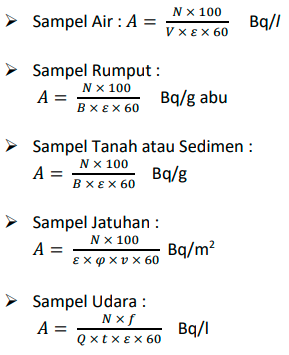 ➤ Sampel Air : A = N × 100 / V × ε × 60 Bq/l
➤ Sampel Rumput :
A = N × 100 / B × ε × 60 Bq/g abu
➤ Sampel Tanah atau Sedimen :
A = N × 100 / B × ε × 60 Bq/g
➤ Sampel Jatuhan :
A = N × 100 / ε × φ × υ × 60 Bq/m²
➤ Sampel Udara :
A = N × f / Q × t × ε × 60 Bq/l